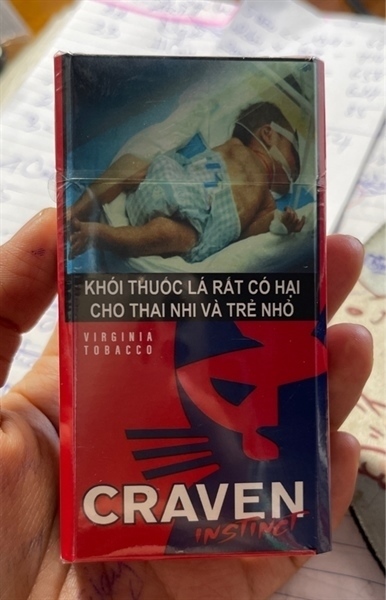 KHÓI THUỐC LÁ RẤT CÓ HẠI
CHO THAI NHI VÀ TRẺ NHỎ
VIRGINIA
TOBACCO
CRAVEN
INSTINCT